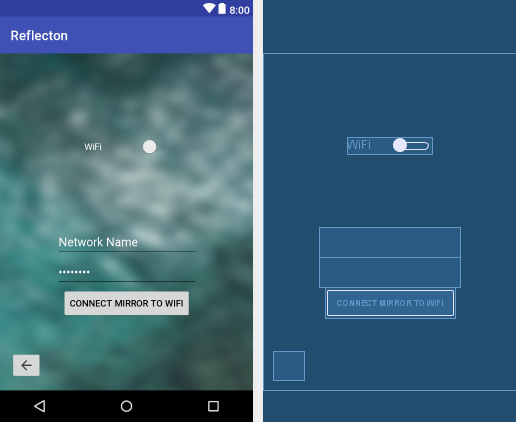 8:00
Reflecton
WiFi
WiFi
Network Name
••••••••
CONNECT MIRROR TO WIFI
CONNECT MIRROR TO WIFI